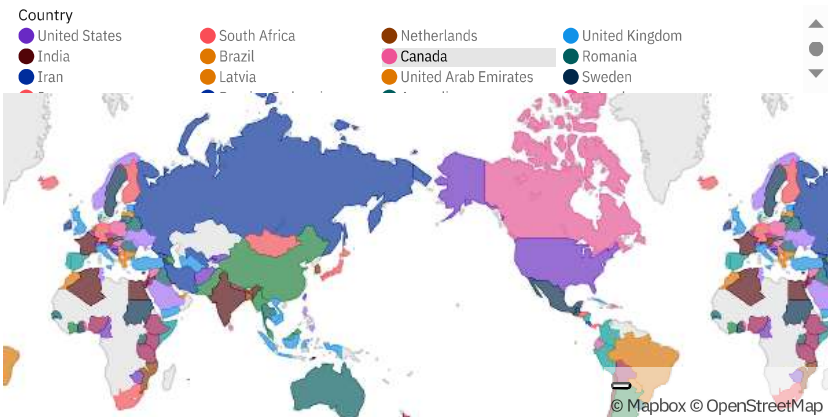 Country
United States South Africa Netherlands United Kingdom
India Brazil Canada Romania
Iran Latvia United Arab Emirates Sweden
© Mapbox © OpenStreetMap